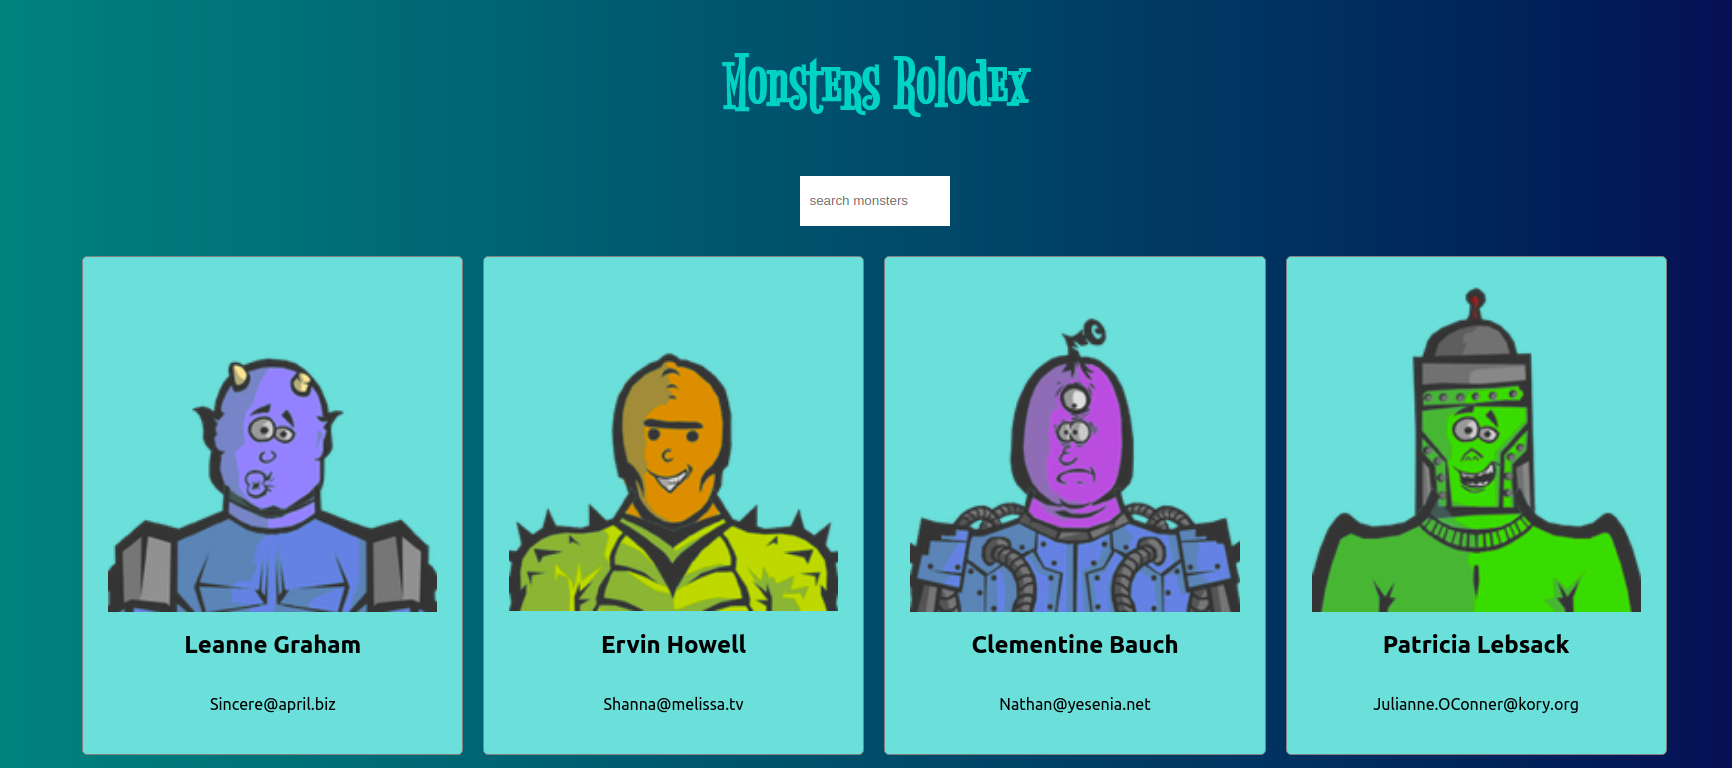 Monsters Rolodex
search monsters
Leanne Graham
Ervin Howell
Clementine Bauch
Patricia Lebsack
Sincere@april.biz
Shanna@melissa.tv
Nathan@yesenia.net
Julianne.OConner@kory.org